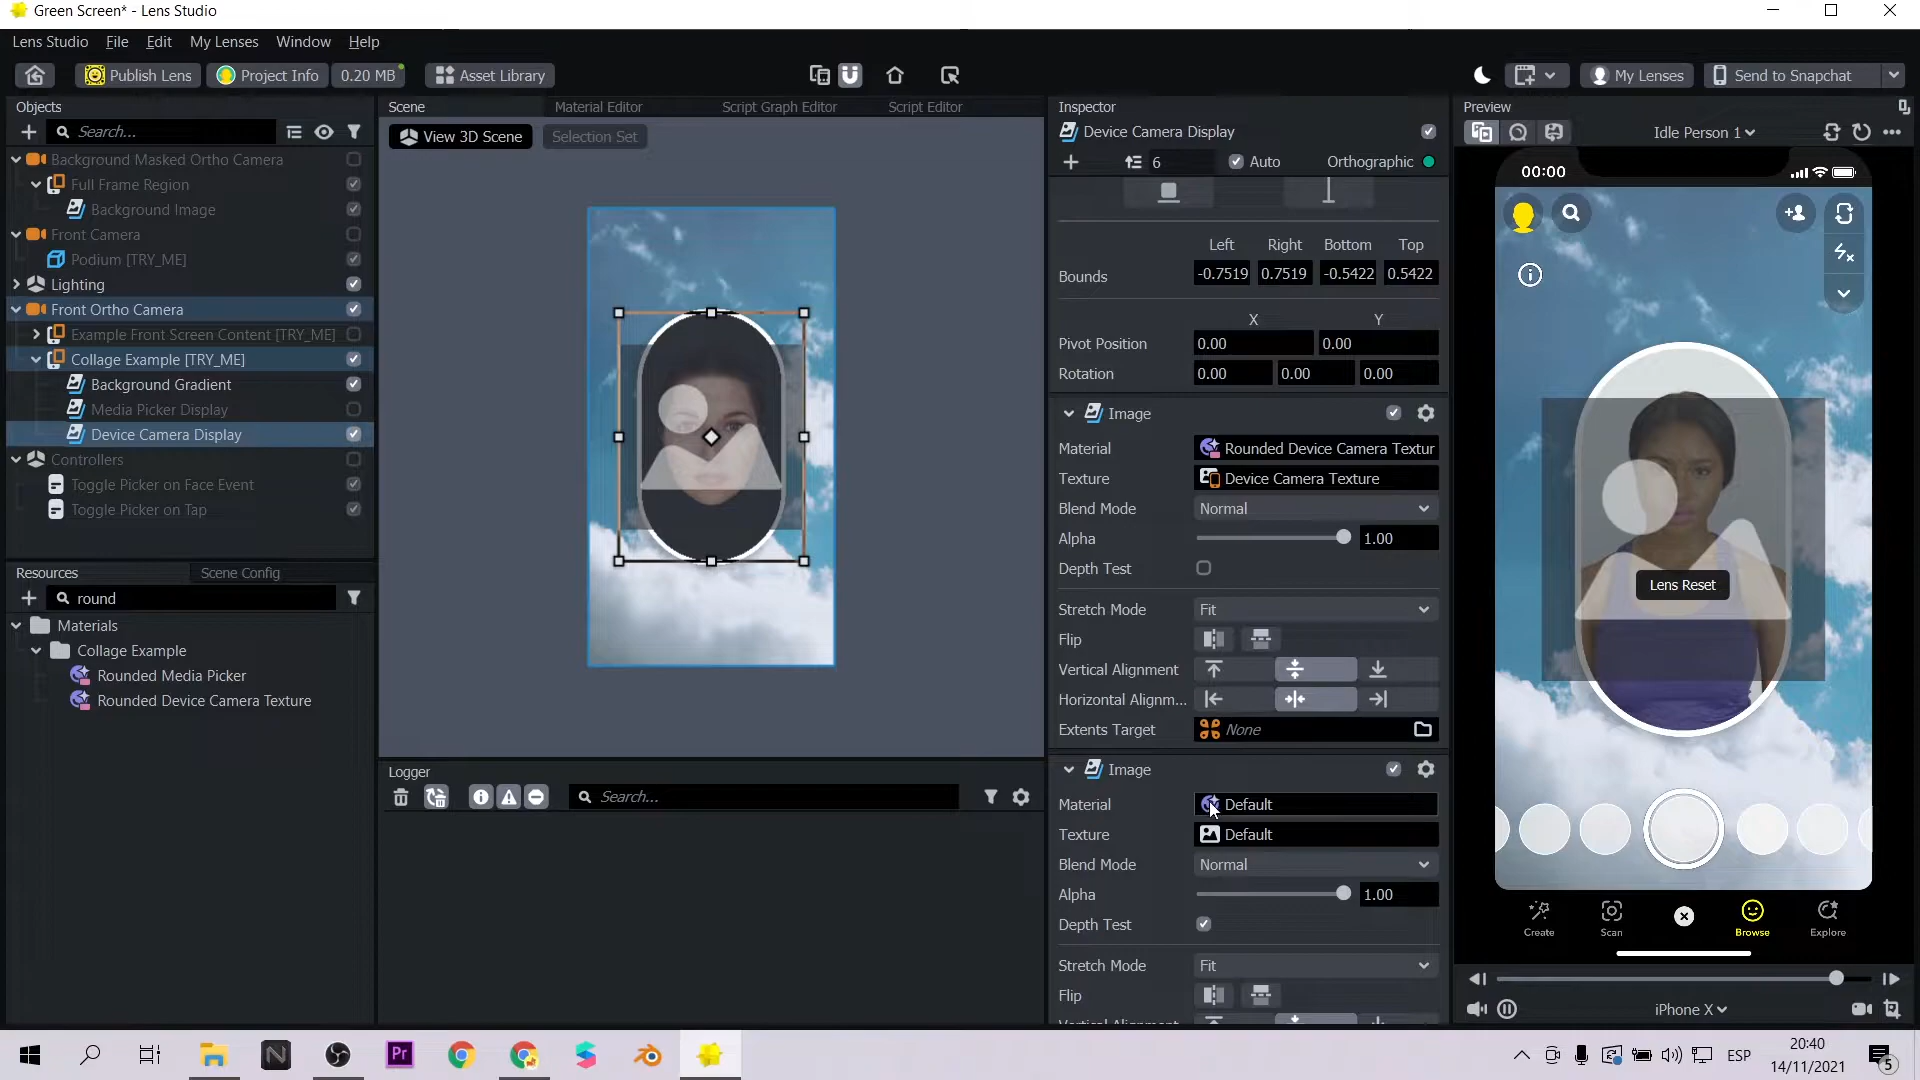 Green Screen* - Lens Studio
Lens Studio File Edit My Lenses Window Help
Publish Lens Project Info 0.20 MB Asset Library My Lenses Send to Snapchat
Objects
Search...
Background Masked Ortho Camera
Full Frame Region
Background Image
Front Camera
Podium [TRY_ME]
Lighting
Front Ortho Camera
Example Front Screen Content [TRY_ME]
Collage Example [TRY_ME]
Background Gradient
Media Picker Display
Device Camera Display
Controllers
Toggle Picker on Face Event
Toggle Picker on Tap
Resources Scene Config
round
Materials
Collage Example
Rounded Media Picker
Rounded Device Camera Texture
Scene Material Editor Script Graph Editor Script Editor
View 3D Scene Selection Set
Logger
Search...
Inspector
Device Camera Display
6 Auto Orthographic
Left Right Bottom Top
Bounds -0.7519 0.7519 -0.5422 0.5422
X Y
Pivot Position 0.00 0.00
Rotation 0.00 0.00 0.00
Image
Material Rounded Device Camera Textur
Texture Device Camera Texture
Blend Mode Normal
Alpha 1.00
Depth Test
Stretch Mode Fit
Flip
Vertical Alignment
Horizontal Alignm...
Extents Target None
Image
Material Default
Texture Default
Blend Mode Normal
Alpha 1.00
Depth Test
Stretch Mode Fit
Flip
Vertical Alignment
Preview
Idle Person 1
00:00
Lens Reset
Create Scan Browse Explore
iPhone X
Pr
ESP
20:40
14/11/2021
5